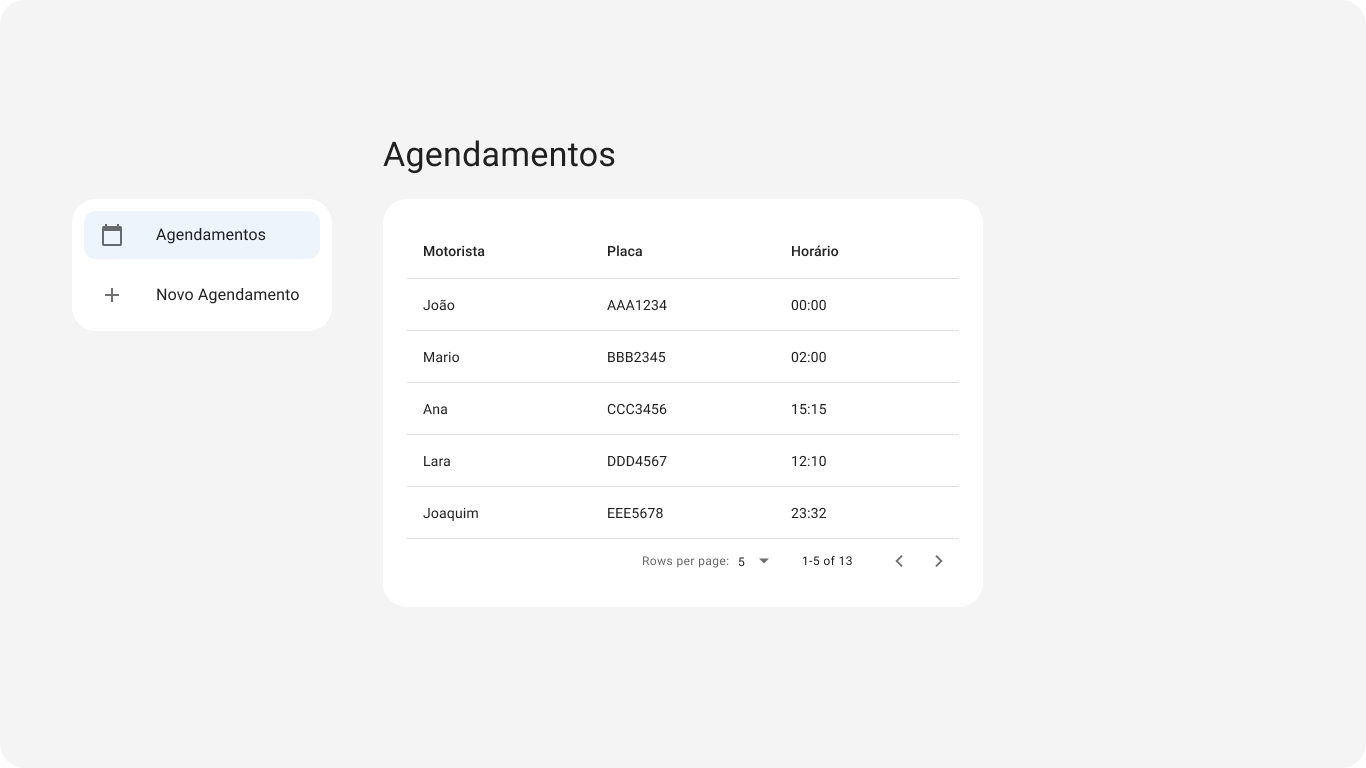 Agendamentos
Agendamentos
Novo Agendamento
Motorista Placa Horário
João AAA1234 00:00
Mario BBB2345 02:00
Ana CCC3456 15:15
Lara DDD4567 12:10
Joaquim EEE5678 23:32
Rows per page: 5 1-5 of 13